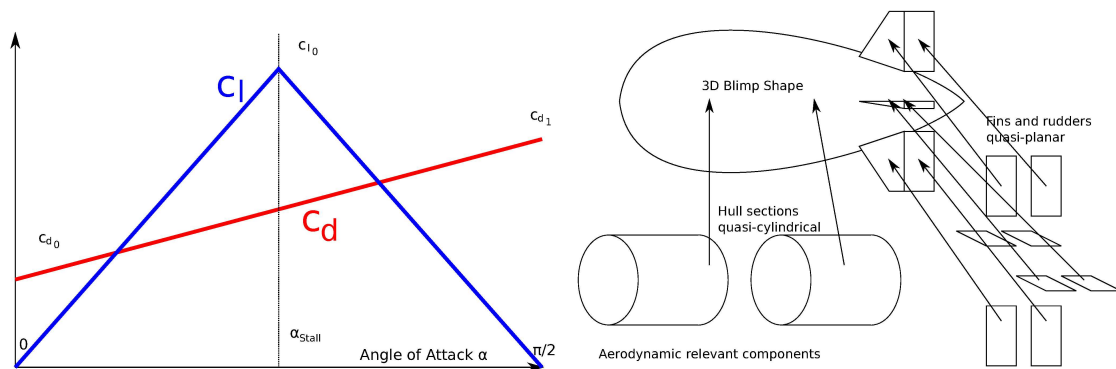 c_l0
c_l
c_d1
c_d0
c_d
α_Stall
0
Angle of Attack α
π/2
3D Blimp Shape
Fins and rudders
quasi-planar
Hull sections
quasi-cylindrical
Aerodynamic relevant components